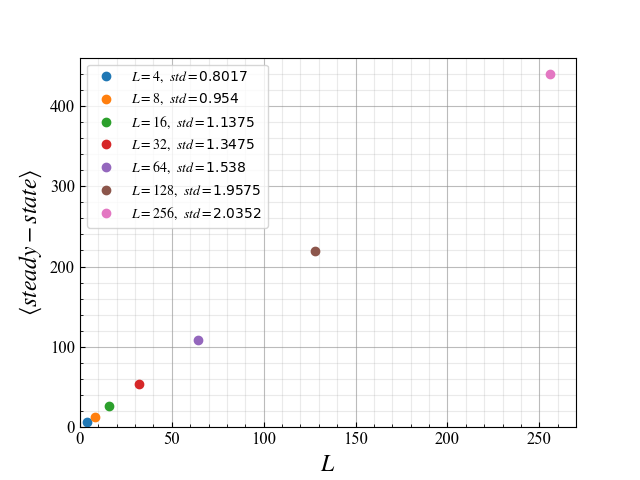 L=4, std=0.8017
L=8, std=0.954
L=16, std=1.1375
L=32, std=1.3475
L=64, std=1.538
L=128, std=1.9575
L=256, std=2.0352
400
300
200
100
0
⟨steady−state⟩
0 50 100 150 200 250
L